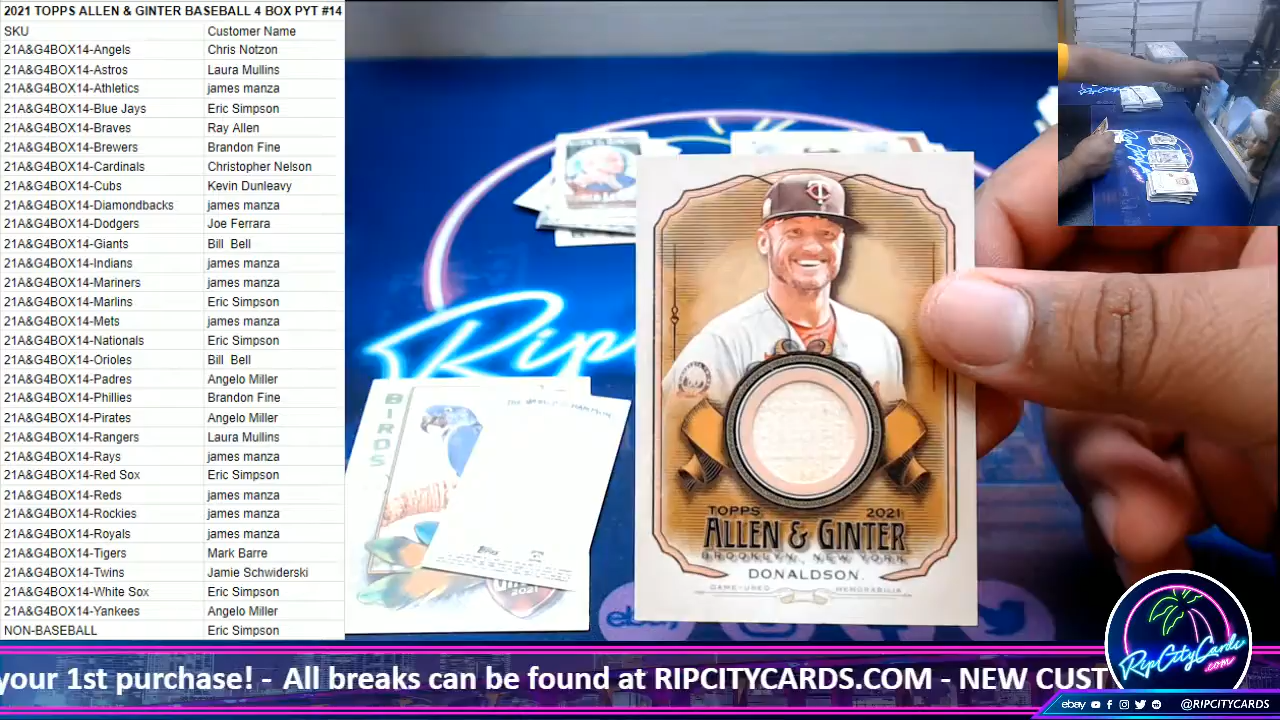 2021 TOPPS ALLEN & GINTER BASEBALL 4 BOX PYT #14
SKU Customer Name
21A&G4BOX14-Angels Chris Notzon
21A&G4BOX14-Astros Laura Mullins
21A&G4BOX14-Athletics james manza
21A&G4BOX14-Blue Jays Eric Simpson
21A&G4BOX14-Braves Ray Allen
21A&G4BOX14-Brewers Brandon Fine
21A&G4BOX14-Cardinals Christopher Nelson
21A&G4BOX14-Cubs Kevin Dunleavy
21A&G4BOX14-Diamondbacks james manza
21A&G4BOX14-Dodgers Joe Ferrara
21A&G4BOX14-Giants Bill Bell
21A&G4BOX14-Indians james manza
21A&G4BOX14-Mariners james manza
21A&G4BOX14-Marlins Eric Simpson
21A&G4BOX14-Mets james manza
21A&G4BOX14-Nationals Eric Simpson
21A&G4BOX14-Orioles Bill Bell
21A&G4BOX14-Padres Angelo Miller
21A&G4BOX14-Phillies Brandon Fine
21A&G4BOX14-Pirates Angelo Miller
21A&G4BOX14-Rangers Laura Mullins
21A&G4BOX14-Rays james manza
21A&G4BOX14-Red Sox Eric Simpson
21A&G4BOX14-Reds james manza
21A&G4BOX14-Rockies james manza
21A&G4BOX14-Royals james manza
21A&G4BOX14-Tigers Mark Barre
21A&G4BOX14-Twins Jamie Schwiderski
21A&G4BOX14-White Sox Eric Simpson
21A&G4BOX14-Yankees Angelo Miller
NON-BASEBALL Eric Simpson
Rip
BIRDS
TOPPS 2021
ALLEN & GINTER
BROOKLYN, NEW YORK
DONALDSON
GAME-USED MEMORABILIA
ebay
your 1st purchase! - All breaks can be found at RIPCITYCARDS.COM - NEW CUST
RipCityCards
.com
ebay @RIPCITYCARDS